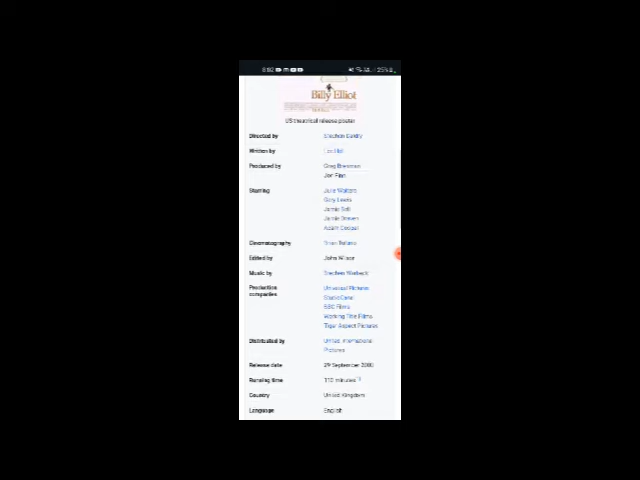 Billy Elliot
US theatrical release poster
Directed by Stephen Daldry
Written by Lee Hall
Produced by Greg Brenman
Jon Finn
Starring Julie Walters
Gary Lewis
Jamie Bell
Jamie Draven
Adam Cooper
Cinematography Brian Tufano
Edited by John Wilson
Music by Stephen Warbeck
Production Universal Pictures
companies StudioCanal
BBC Films
Working Title Films
Tiger Aspect Pictures
Distributed by United International
Pictures
Release date 29 September 2000
Running time 110 minutes
Country United Kingdom
Language English